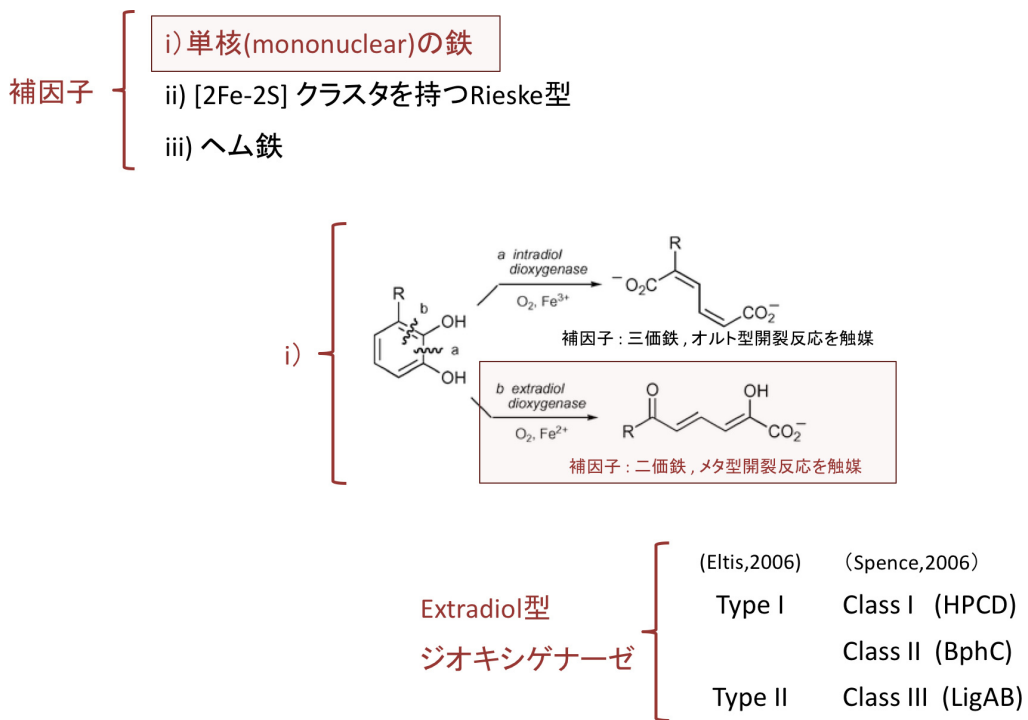 補因子
i）単核(mononuclear)の鉄
ii) [2Fe-2S] クラスタを持つRieske型
iii) ヘム鉄
i）
R
b
OH
a
OH
a intradiol
dioxygenase
O₂, Fe³⁺
R
⁻O₂C
CO₂⁻
補因子 : 三価鉄 , オルト型開裂反応を触媒
b extradiol
dioxygenase
O₂, Fe²⁺
O
OH
R
CO₂⁻
補因子 : 二価鉄 , メタ型開裂反応を触媒
Extradiol型
ジオキシゲナーゼ
(Eltis,2006) （Spence,2006）
Type I Class I (HPCD)
Class II (BphC)
Type II Class III (LigAB)